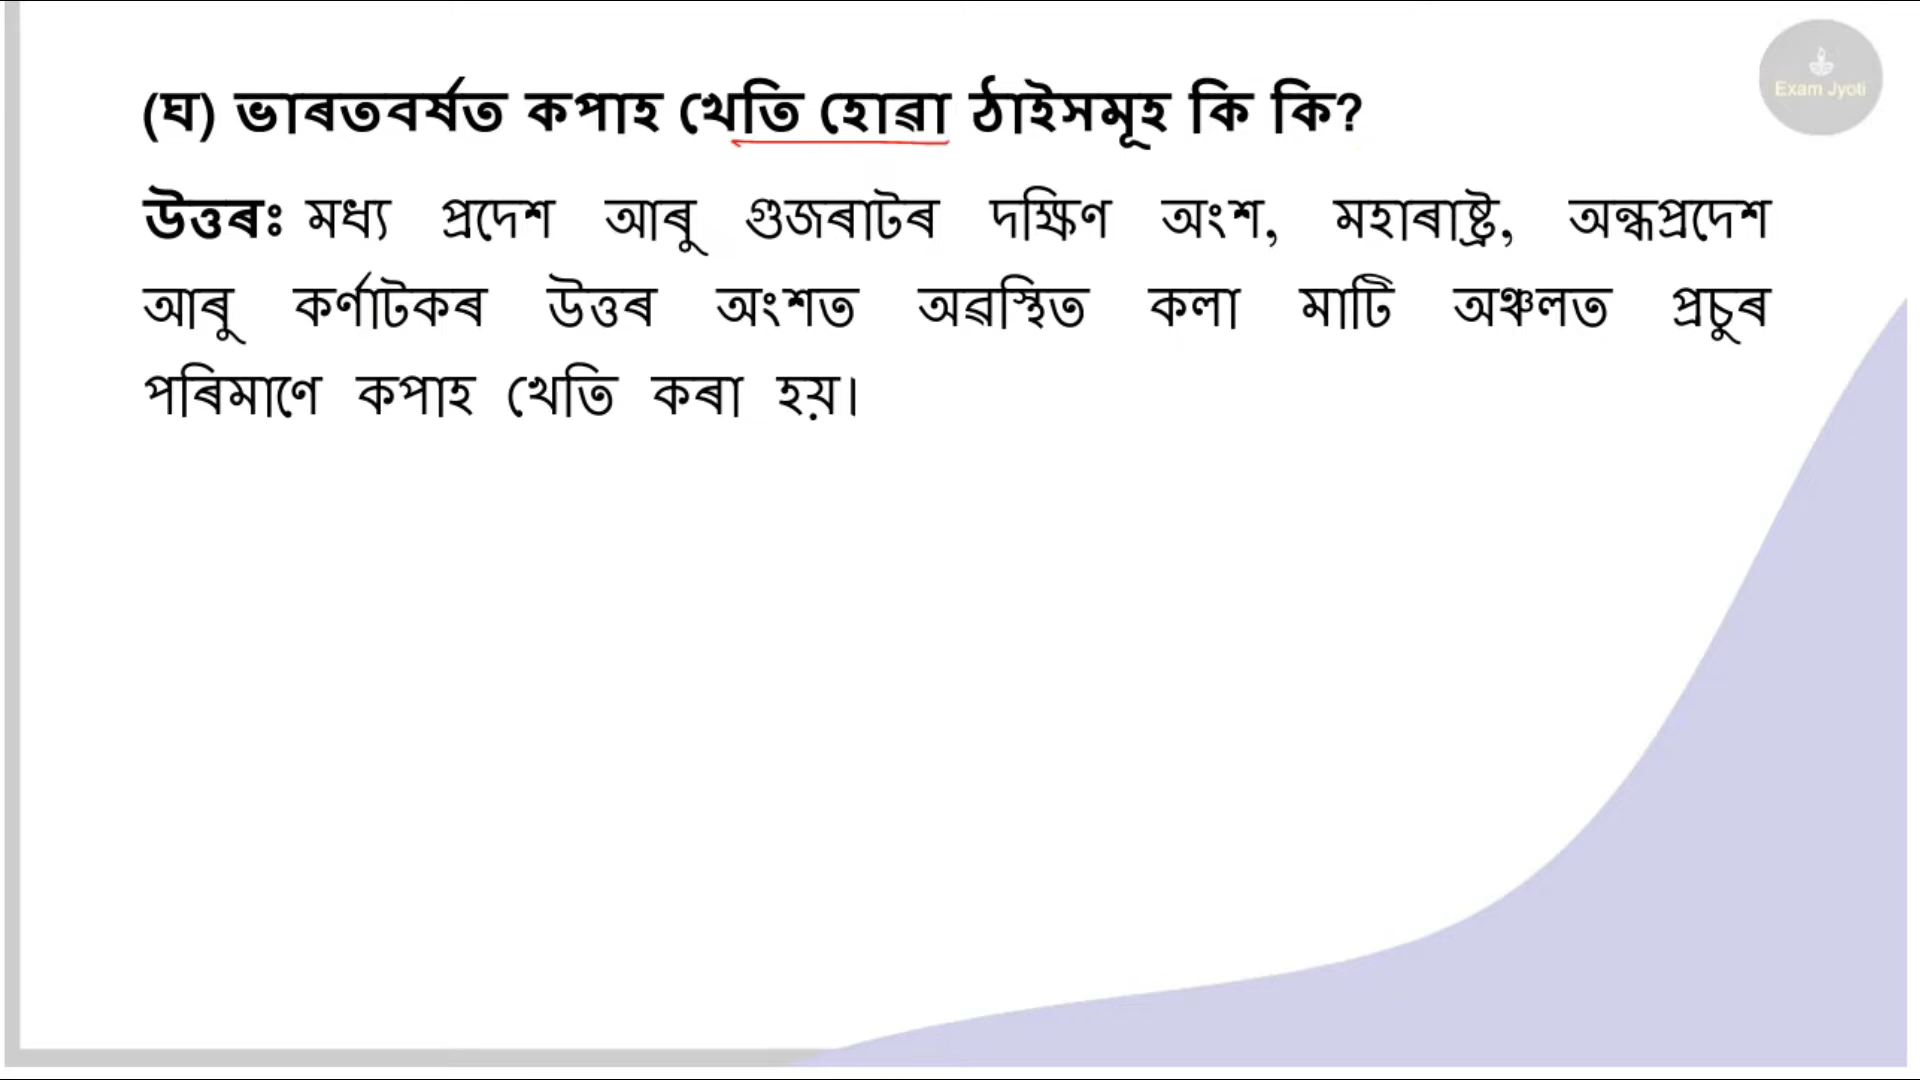 Exam Jyoti
(ঘ) ভাৰতবৰ্ষত কপাহ খেতি হোৱা ঠাইসমূহ কি কি?
উত্তৰঃ মধ্য প্ৰদেশ আৰু গুজৰাটৰ দক্ষিণ অংশ, মহাৰাষ্ট্ৰ, অন্ধপ্ৰদেশ
আৰু কৰ্ণাটকৰ উত্তৰ অংশত অৱস্থিত কলা মাটি অঞ্চলত প্ৰচুৰ
পৰিমাণে কপাহ খেতি কৰা হয়।